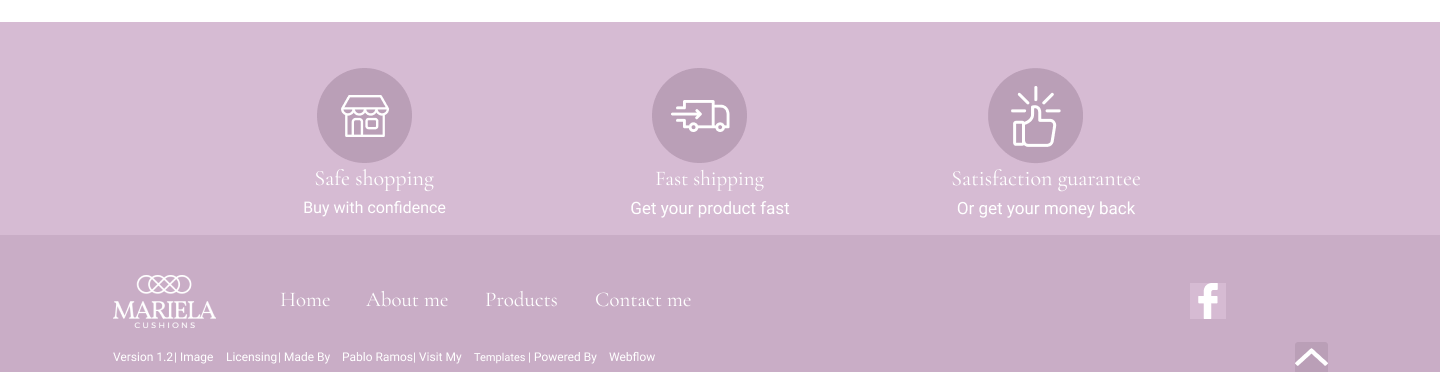 Safe shopping
Fast shipping
Satisfaction guarantee
Buy with confidence
Get your product fast
Or get your money back
MARIELA
CUSHIONS
Home About me Products Contact me
Version 1.2| Image Licensing| Made By Pablo Ramos| Visit My Templates | Powered By Webflow